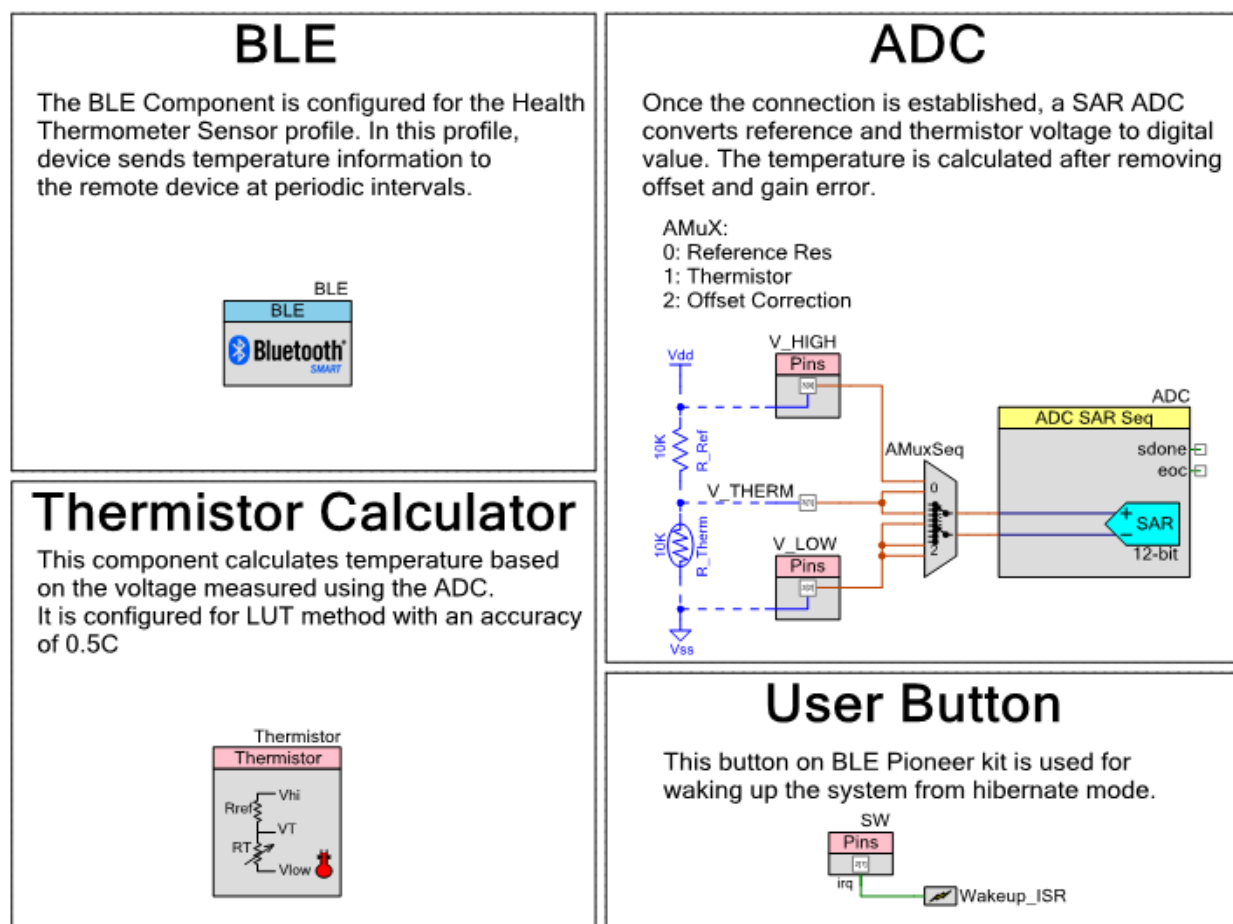 BLE
The BLE Component is configured for the Health
Thermometer Sensor profile. In this profile,
device sends temperature information to
the remote device at periodic intervals.
BLE
BLE
Bluetooth
SMART
ADC
Once the connection is established, a SAR ADC
converts reference and thermistor voltage to digital
value. The temperature is calculated after removing
offset and gain error.
AMuX:
0: Reference Res
1: Thermistor
2: Offset Correction
Vdd
V_HIGH
Pins
10K
R_Ref
V_THERM
10K
R_Therm
V_LOW
Pins
Vss
AMuxSeq
0
2
ADC
ADC SAR Seq
sdone
eoc
+
SAR
−
12-bit
Thermistor Calculator
This component calculates temperature based
on the voltage measured using the ADC.
It is configured for LUT method with an accuracy
of 0.5C
Thermistor
Thermistor
Vhi
Rref
VT
RT
Vlow
User Button
This button on BLE Pioneer kit is used for
waking up the system from hibernate mode.
SW
Pins
irq
Wakeup_ISR